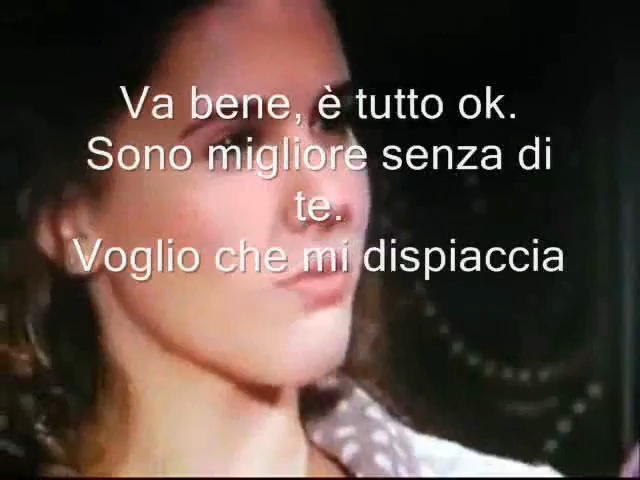 Va bene, è tutto ok.
Sono migliore senza di
te.
Voglio che mi dispiaccia